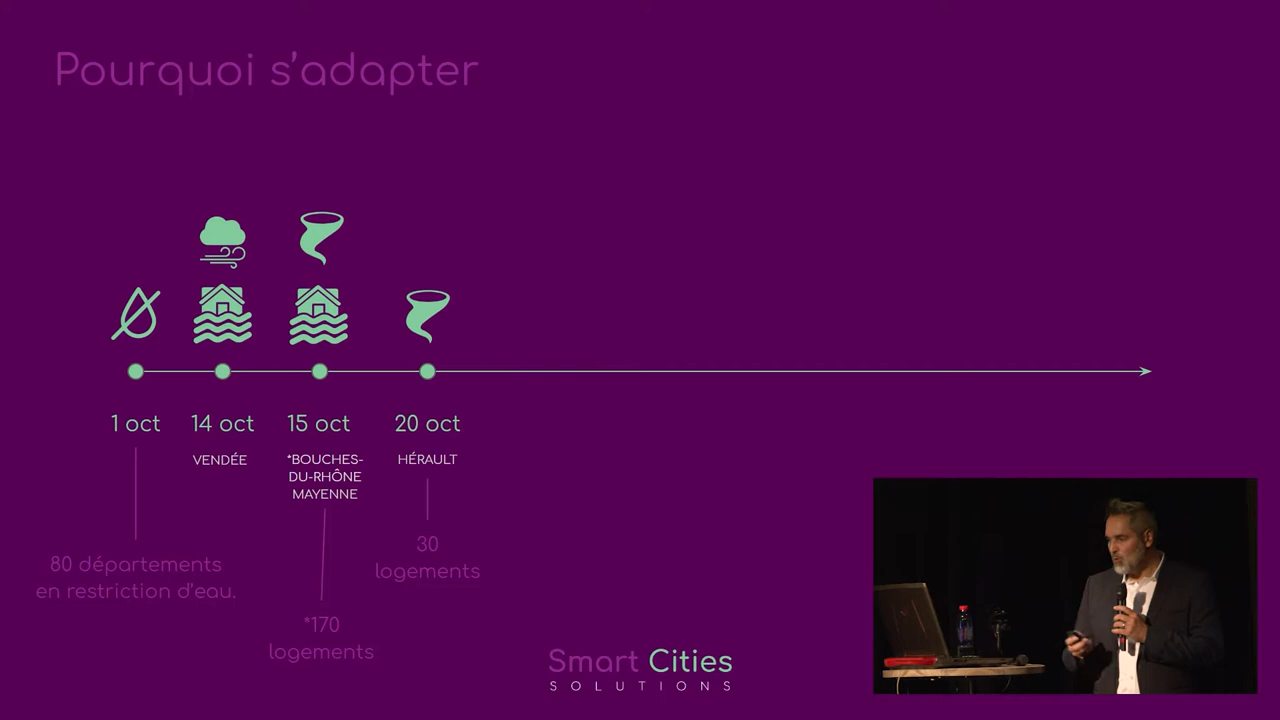 Pourquoi s'adapter
1 oct
14 oct
15 oct
20 oct
VENDÉE
*BOUCHES-
DU-RHÔNE
MAYENNE
HÉRAULT
80 départements
en restriction d'eau.
*170
logements
30
logements
Smart Cities
SOLUTIONS